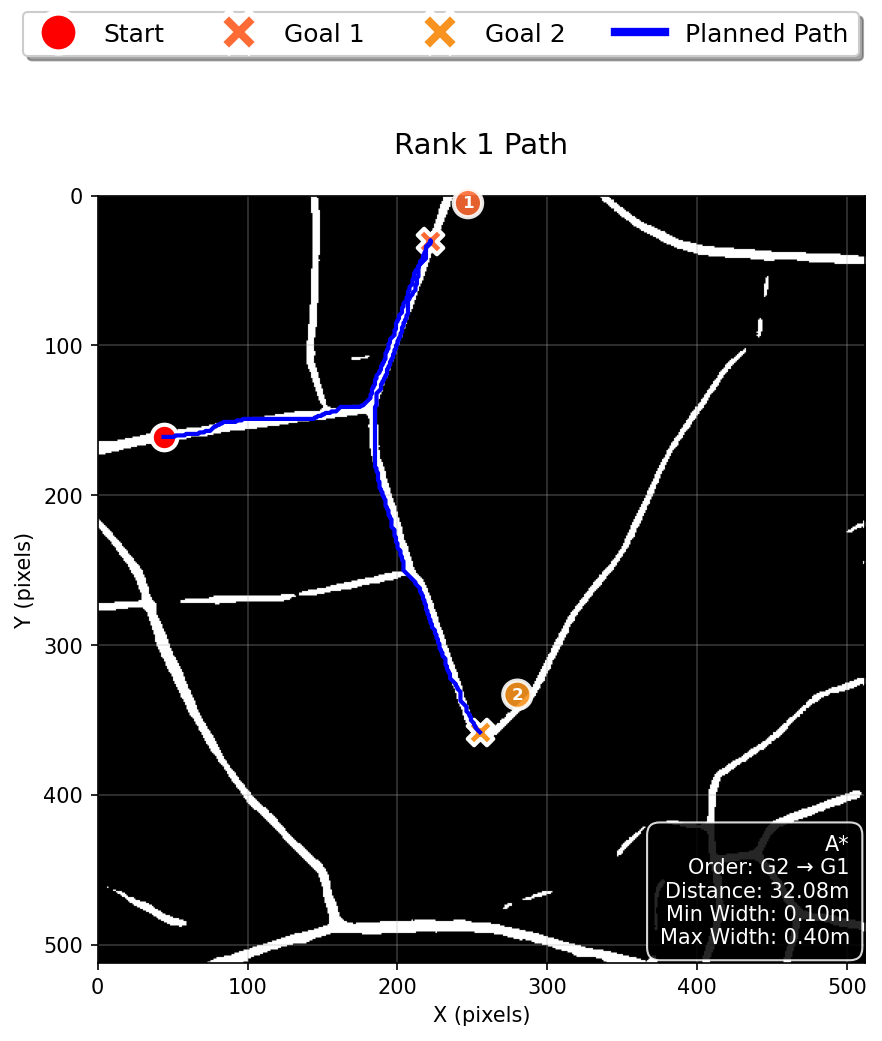 Start Goal 1 Goal 2 Planned Path
Rank 1 Path
0
100
200
300
400
500
Y (pixels)
1
2
A*
Order: G2 → G1
Distance: 32.08m
Min Width: 0.10m
Max Width: 0.40m
0 100 200 300 400 500
X (pixels)